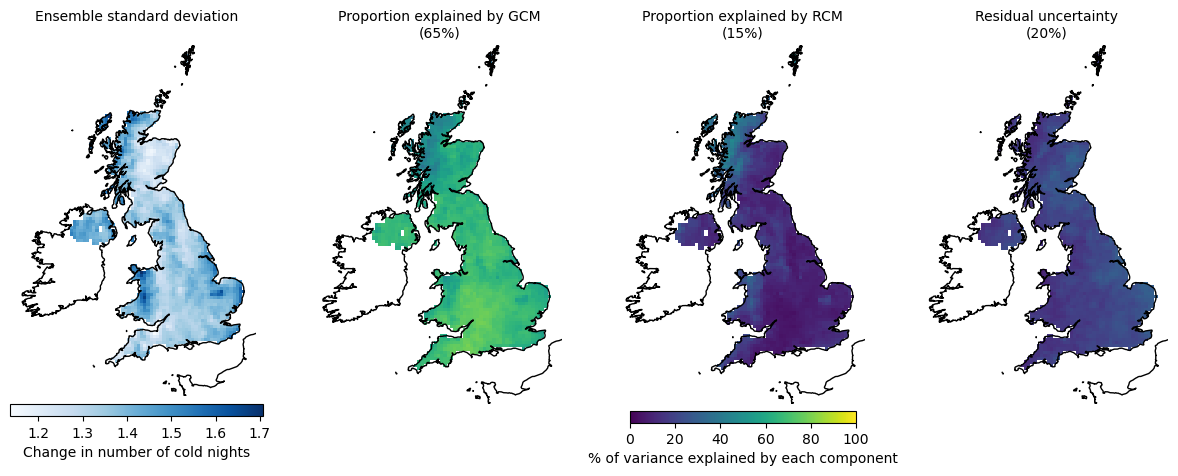 Ensemble standard deviation
Proportion explained by GCM
(65%)
Proportion explained by RCM
(15%)
Residual uncertainty
(20%)
1.2 1.3 1.4 1.5 1.6 1.7
Change in number of cold nights
0 20 40 60 80 100
% of variance explained by each component